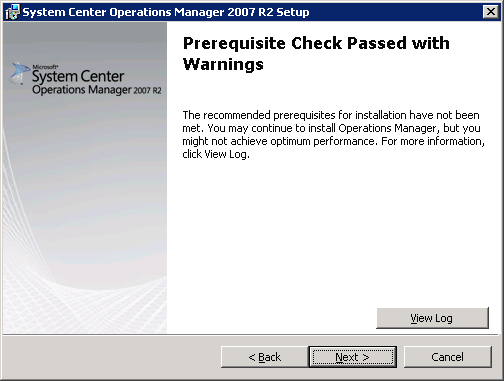 System Center Operations Manager 2007 R2 Setup
Prerequisite Check Passed with
Warnings
Microsoft
System Center
Operations Manager 2007 R2
The recommended prerequisites for installation have not been
met. You may continue to install Operations Manager, but you
might not achieve optimum performance. For more information,
click View Log.
View Log
< Back
Next >
Cancel